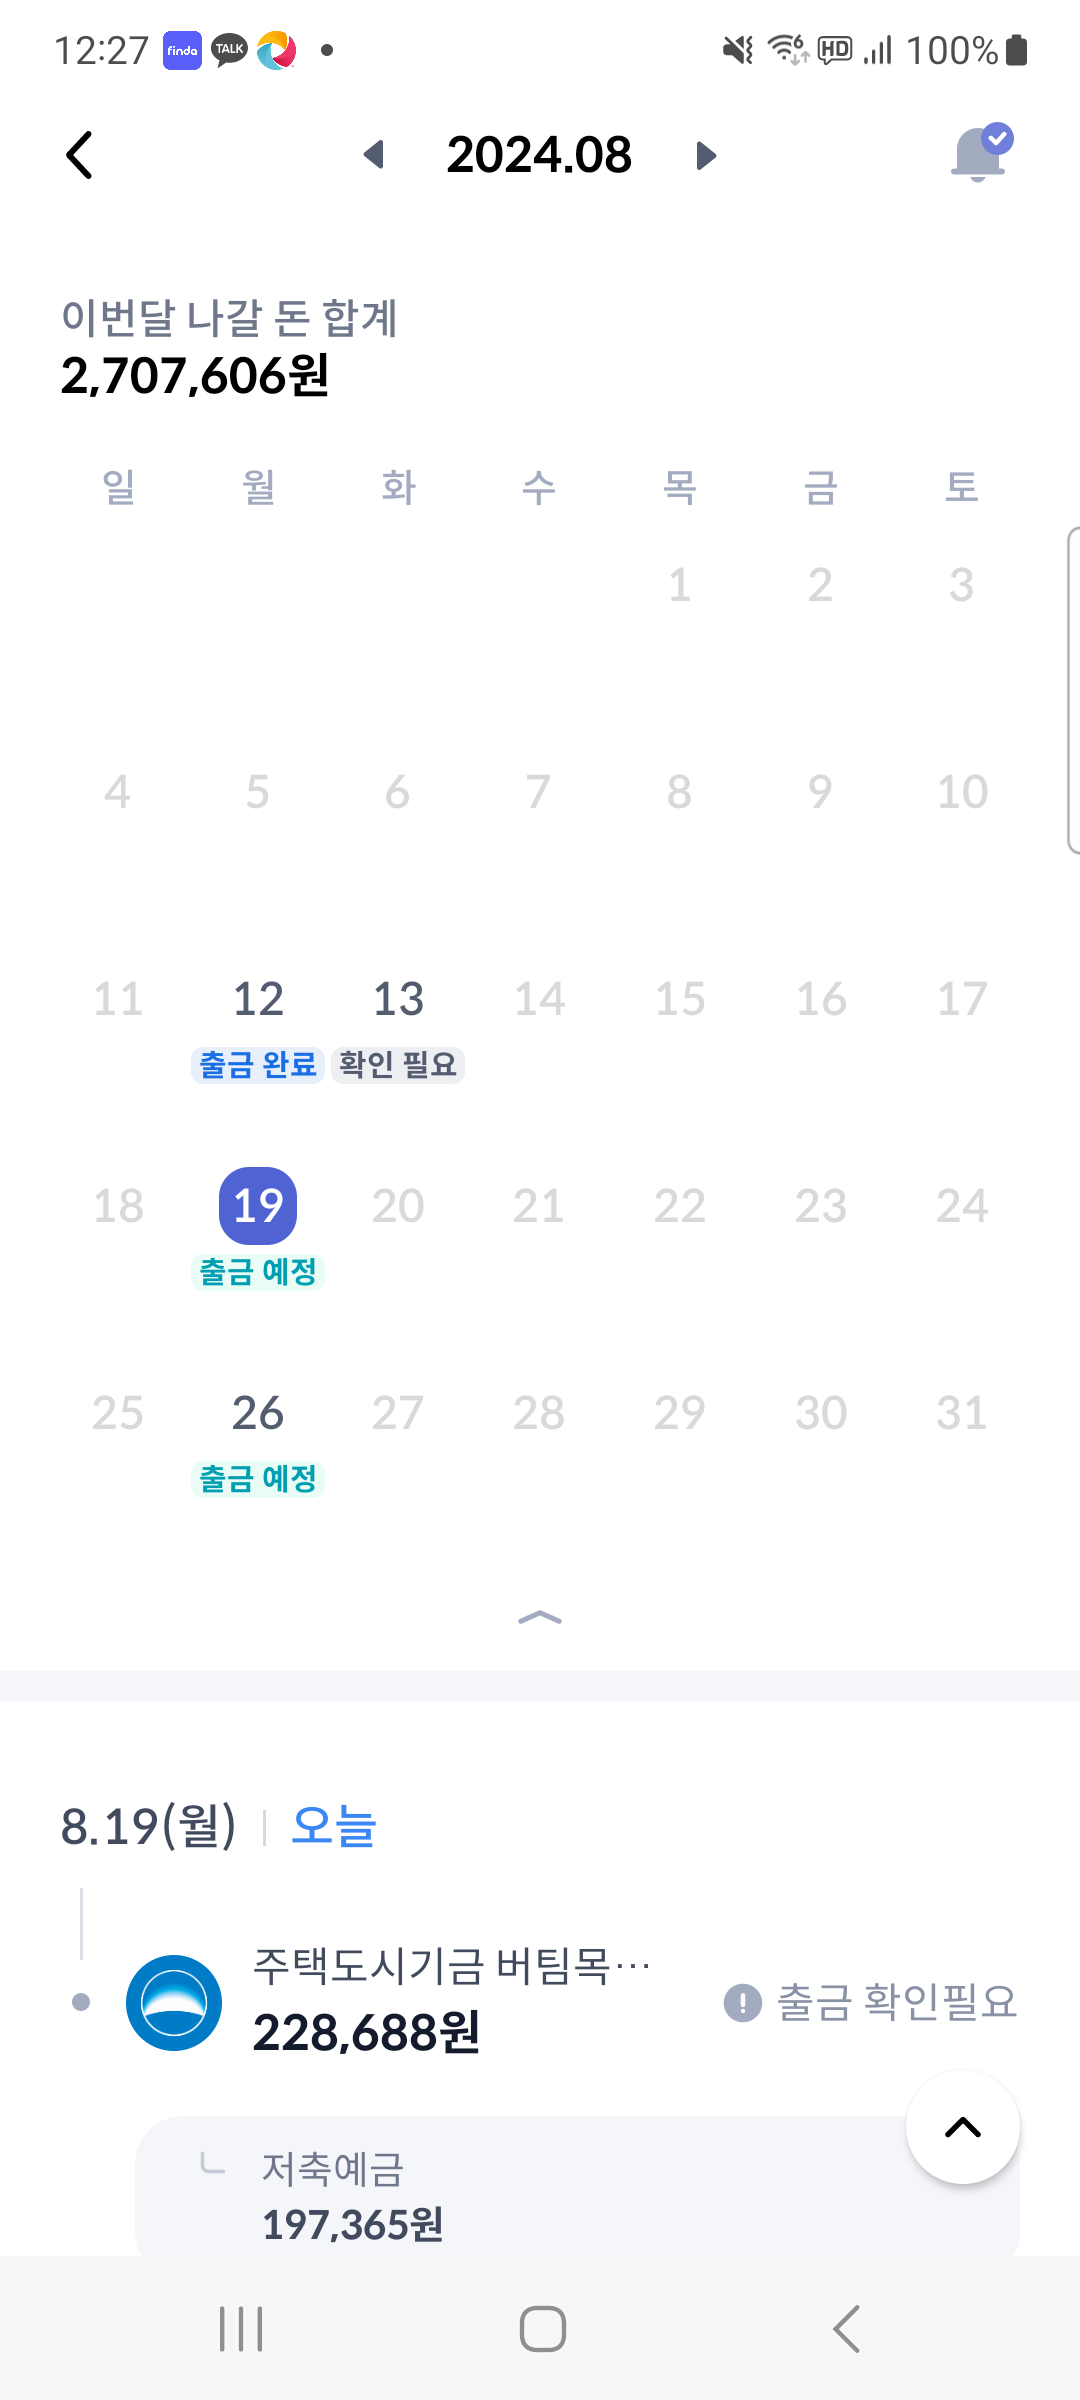 12:27 finda TALK 6 HD 100%
2024.08
이번달 나갈 돈 합계
2,707,606원
일 월 화 수 목 금 토
1 2 3
4 5 6 7 8 9 10
11 12 13 14 15 16 17
출금 완료 확인 필요
18 19 20 21 22 23 24
출금 예정
25 26 27 28 29 30 31
출금 예정
8.19(월) 오늘
주택도시기금 버팀목…
228,688원
출금 확인필요
저축예금
197,365원